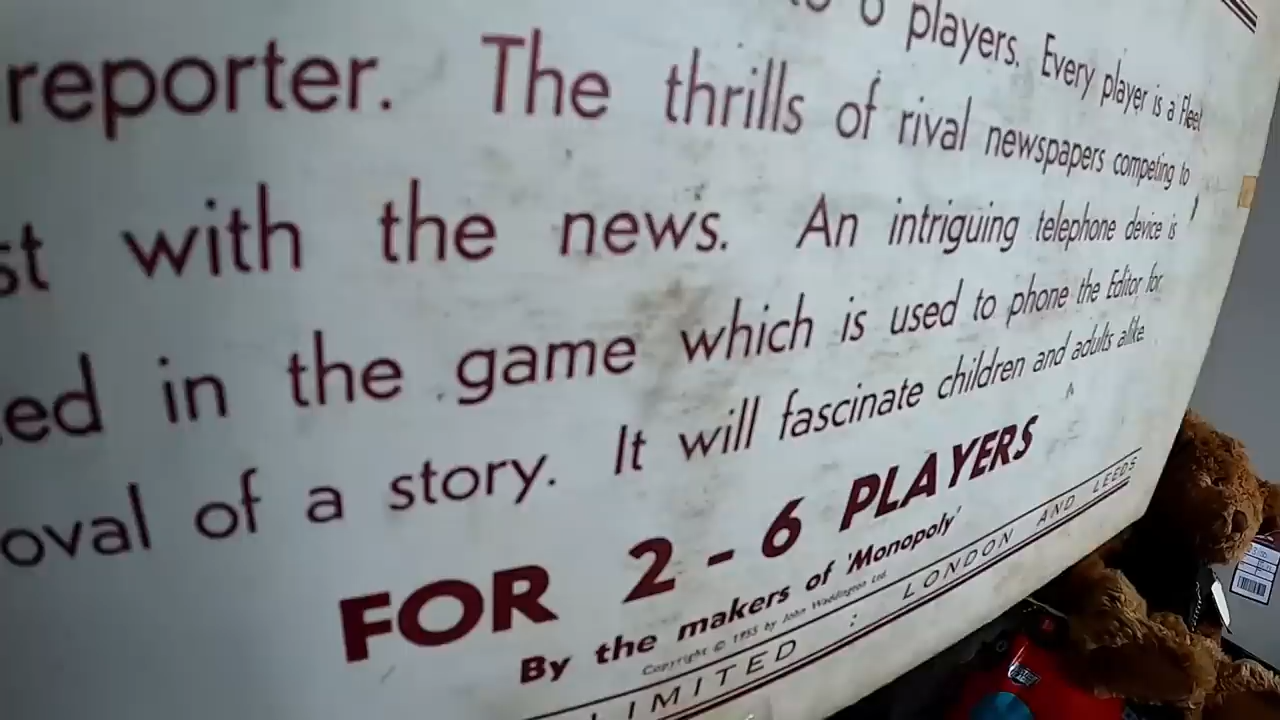 6 players. Every player is a Fleet
reporter. The thrills of rival newspapers competing to
st with the news. An intriguing telephone device is
ed in the game which is used to phone the Editor for
oval of a story. It will fascinate children and adults alike
FOR 2 - 6 PLAYERS
By the makers of 'Monopoly'
Copyright © 1955 by John Waddington Ltd.
LIMITED : LONDON AND LEEDS